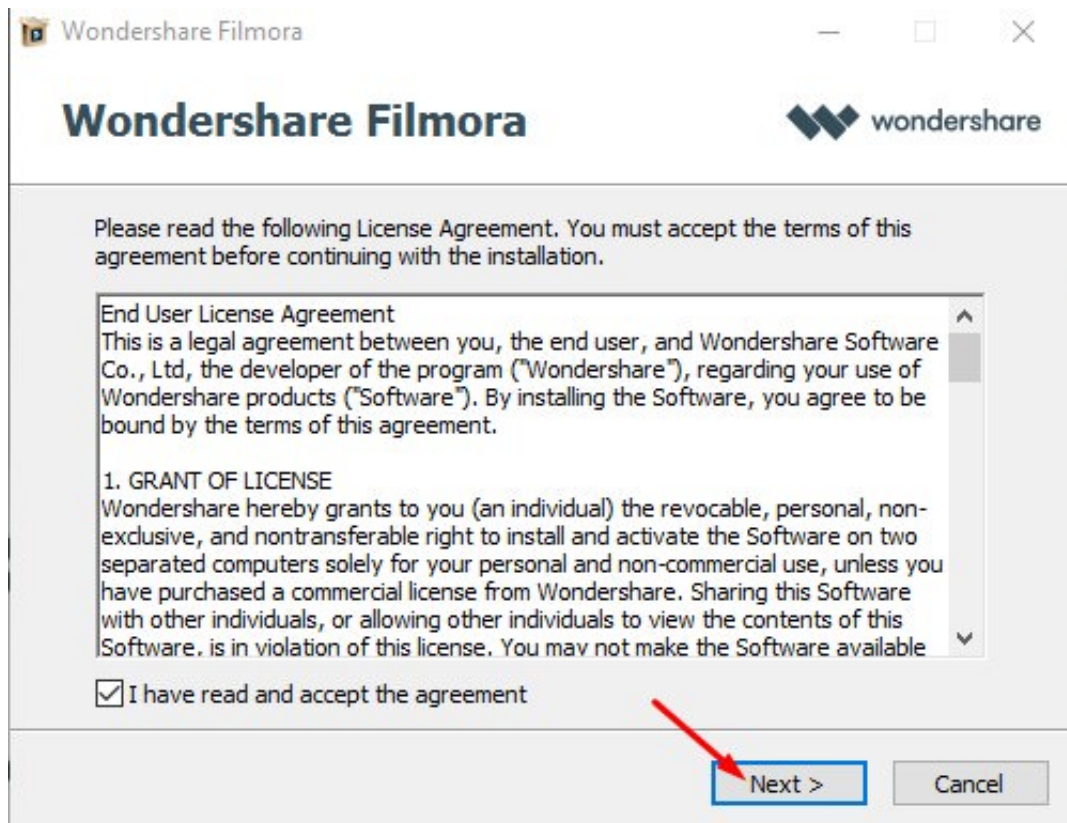 Wondershare Filmora
Wondershare Filmora
wondershare
Please read the following License Agreement. You must accept the terms of this
agreement before continuing with the installation.
End User License Agreement
This is a legal agreement between you, the end user, and Wondershare Software
Co., Ltd, the developer of the program ("Wondershare"), regarding your use of
Wondershare products ("Software"). By installing the Software, you agree to be
bound by the terms of this agreement.
1. GRANT OF LICENSE
Wondershare hereby grants to you (an individual) the revocable, personal, non-
exclusive, and nontransferable right to install and activate the Software on two
separated computers solely for your personal and non-commercial use, unless you
have purchased a commercial license from Wondershare. Sharing this Software
with other individuals, or allowing other individuals to view the contents of this
Software, is in violation of this license. You may not make the Software available
I have read and accept the agreement
Next >
Cancel